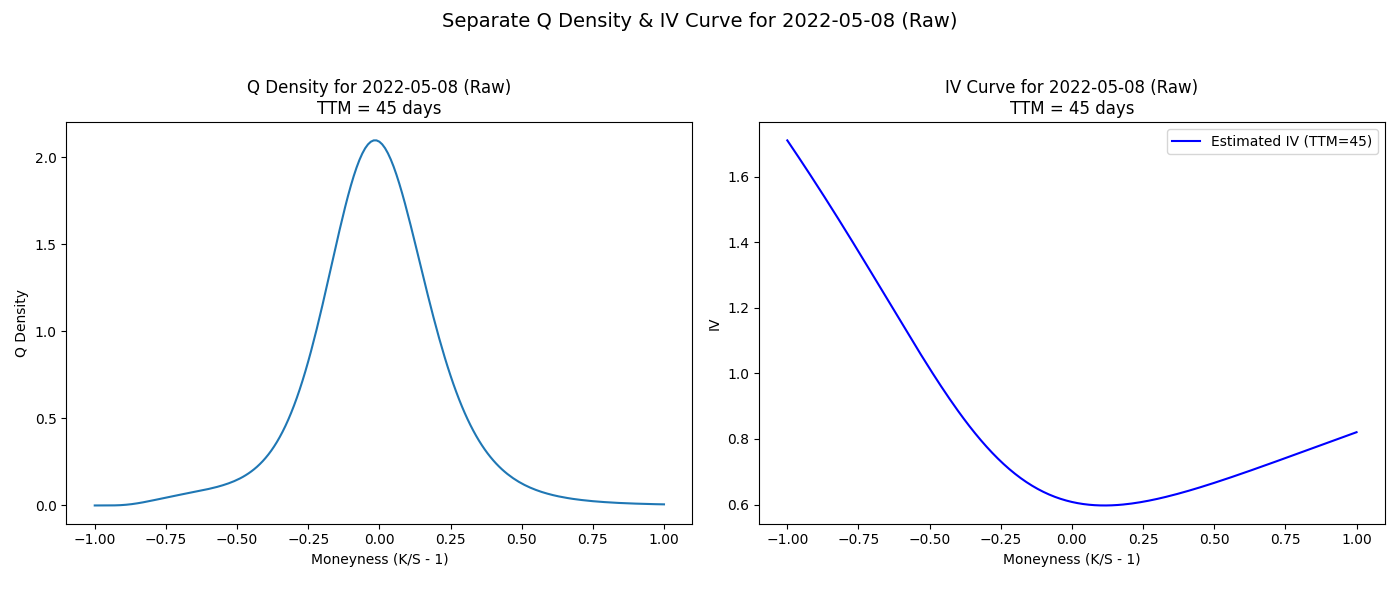 Separate Q Density & IV Curve for 2022-05-08 (Raw)
Q Density for 2022-05-08 (Raw)
TTM = 45 days
2.0
1.5
1.0
0.5
0.0
Q Density
−1.00 −0.75 −0.50 −0.25 0.00 0.25 0.50 0.75 1.00
Moneyness (K/S - 1)
IV Curve for 2022-05-08 (Raw)
TTM = 45 days
Estimated IV (TTM=45)
1.6
1.4
1.2
1.0
0.8
0.6
IV
−1.00 −0.75 −0.50 −0.25 0.00 0.25 0.50 0.75 1.00
Moneyness (K/S - 1)